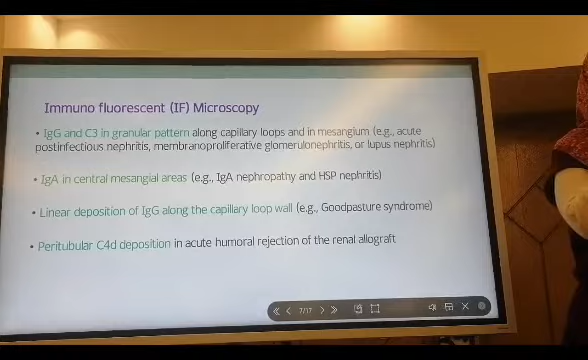 Immuno fluorescent (IF) Microscopy
• IgG and C3 in granular pattern along capillary loops and in mesangium (e.g., acute
postinfectious nephritis, membranoproliferative glomerulonephritis, or lupus nephritis)
• IgA in central mesangial areas (e.g., IgA nephropathy and HSP nephritis)
• Linear deposition of IgG along the capillary loop wall (e.g., Goodpasture syndrome)
• Peritubular C4d deposition in acute humoral rejection of the renal allograft
7/17